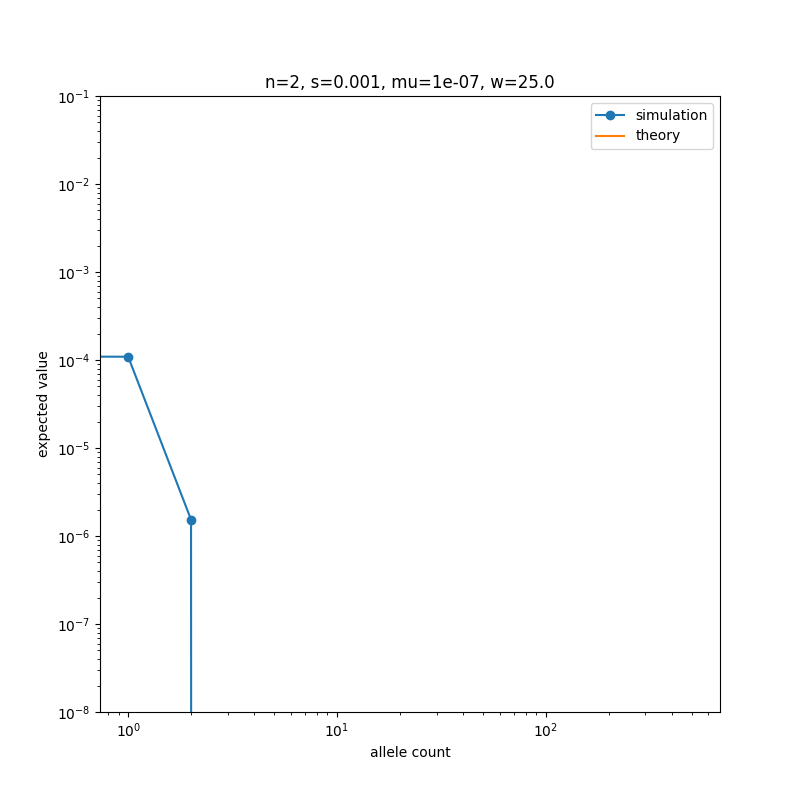 n=2, s=0.001, mu=1e-07, w=25.0
simulation
theory
expected value
10⁻¹
10⁻²
10⁻³
10⁻⁴
10⁻⁵
10⁻⁶
10⁻⁷
10⁻⁸
10⁰ 10¹ 10²
allele count